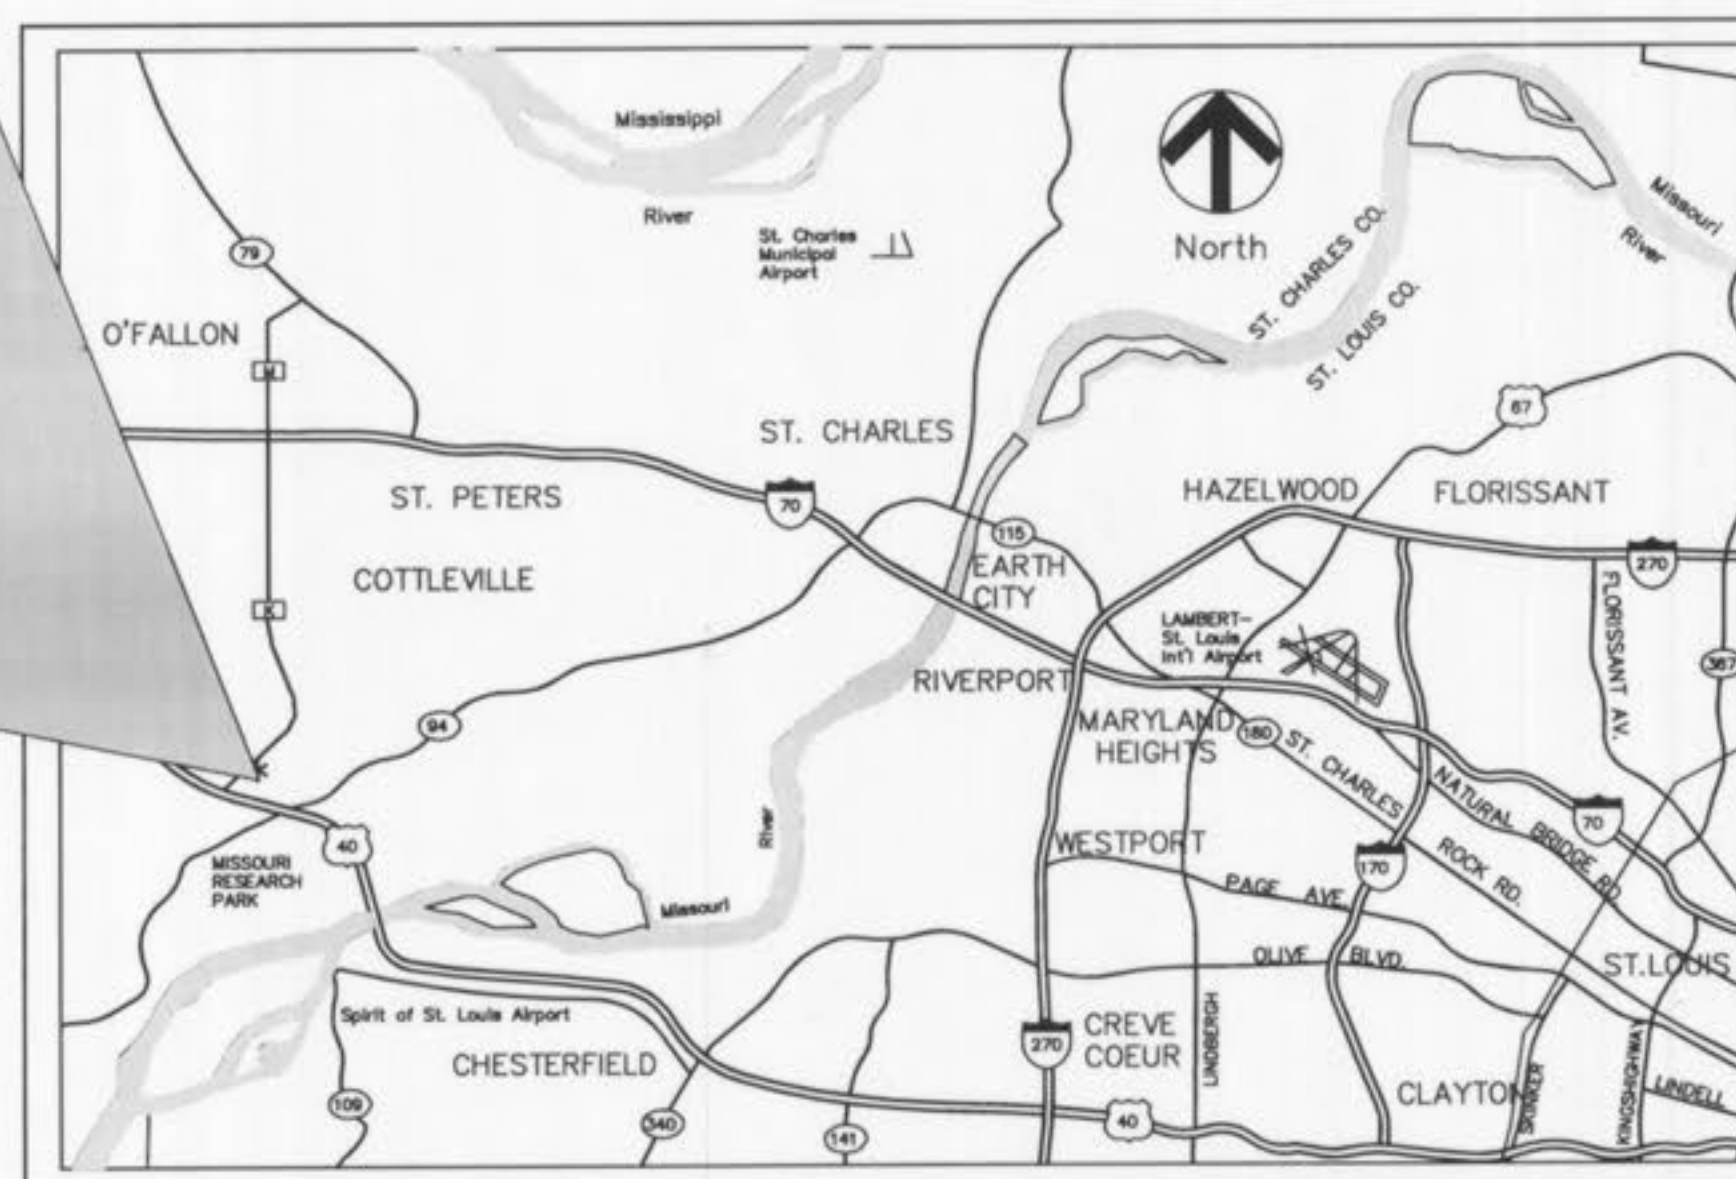 Mississippi
River
St. Charles
Municipal
Airport
North
ST. CHARLES CO.
ST. LOUIS CO.
Missouri
River
79
O'FALLON
M
67
ST. CHARLES
ST. PETERS
70
HAZELWOOD
FLORISSANT
115
270
COTTLEVILLE
EARTH
CITY
K
LAMBERT-
St. Louis
Int'l Airport
FLORISSANT AV.
367
RIVERPORT
94
MARYLAND
HEIGHTS
180
ST. CHARLES
ROCK RD.
NATURAL BRIDGE RD.
70
40
River
WESTPORT
170
MISSOURI
RESEARCH
PARK
PAGE AVE.
Missouri
OLIVE BLVD.
ST.LOUIS
Spirit of St. Louis Airport
CHESTERFIELD
270
CREVE
COEUR
LINDBERGH
CLAYTON
SKINKER
KINGSHIGHWAY
LINDELL
109
340
141
40